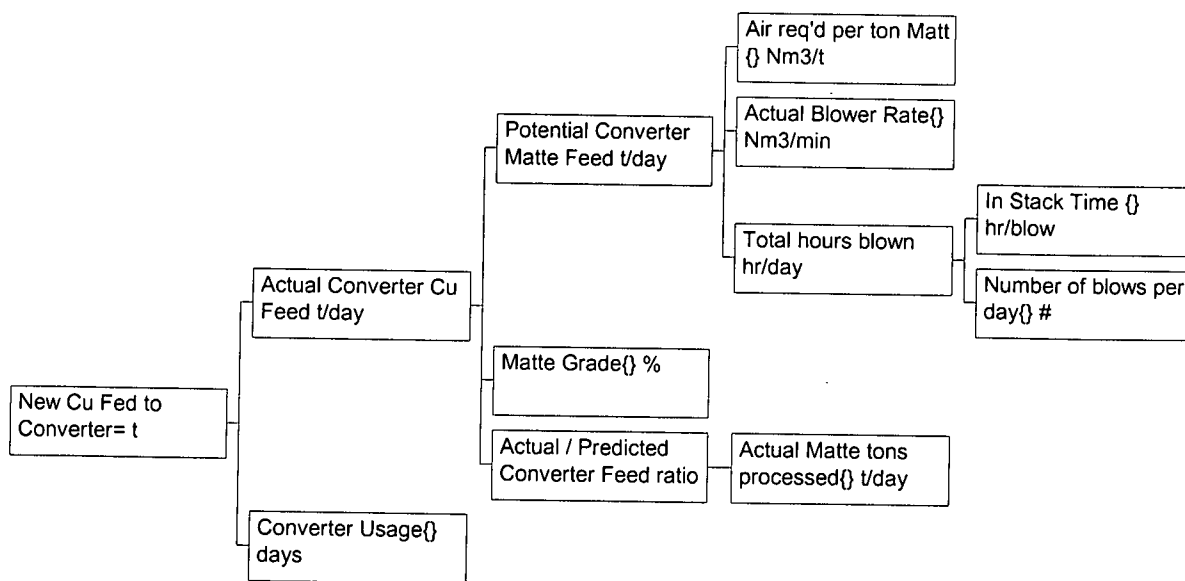 Air req'd per ton Matt
{} Nm3/t
Actual Blower Rate{}
Nm3/min
Potential Converter
Matte Feed t/day
In Stack Time {}
hr/blow
Total hours blown
hr/day
Number of blows per
day{} #
Actual Converter Cu
Feed t/day
Matte Grade{} %
New Cu Fed to
Converter= t
Actual / Predicted
Converter Feed ratio
Actual Matte tons
processed{} t/day
Converter Usage{}
days